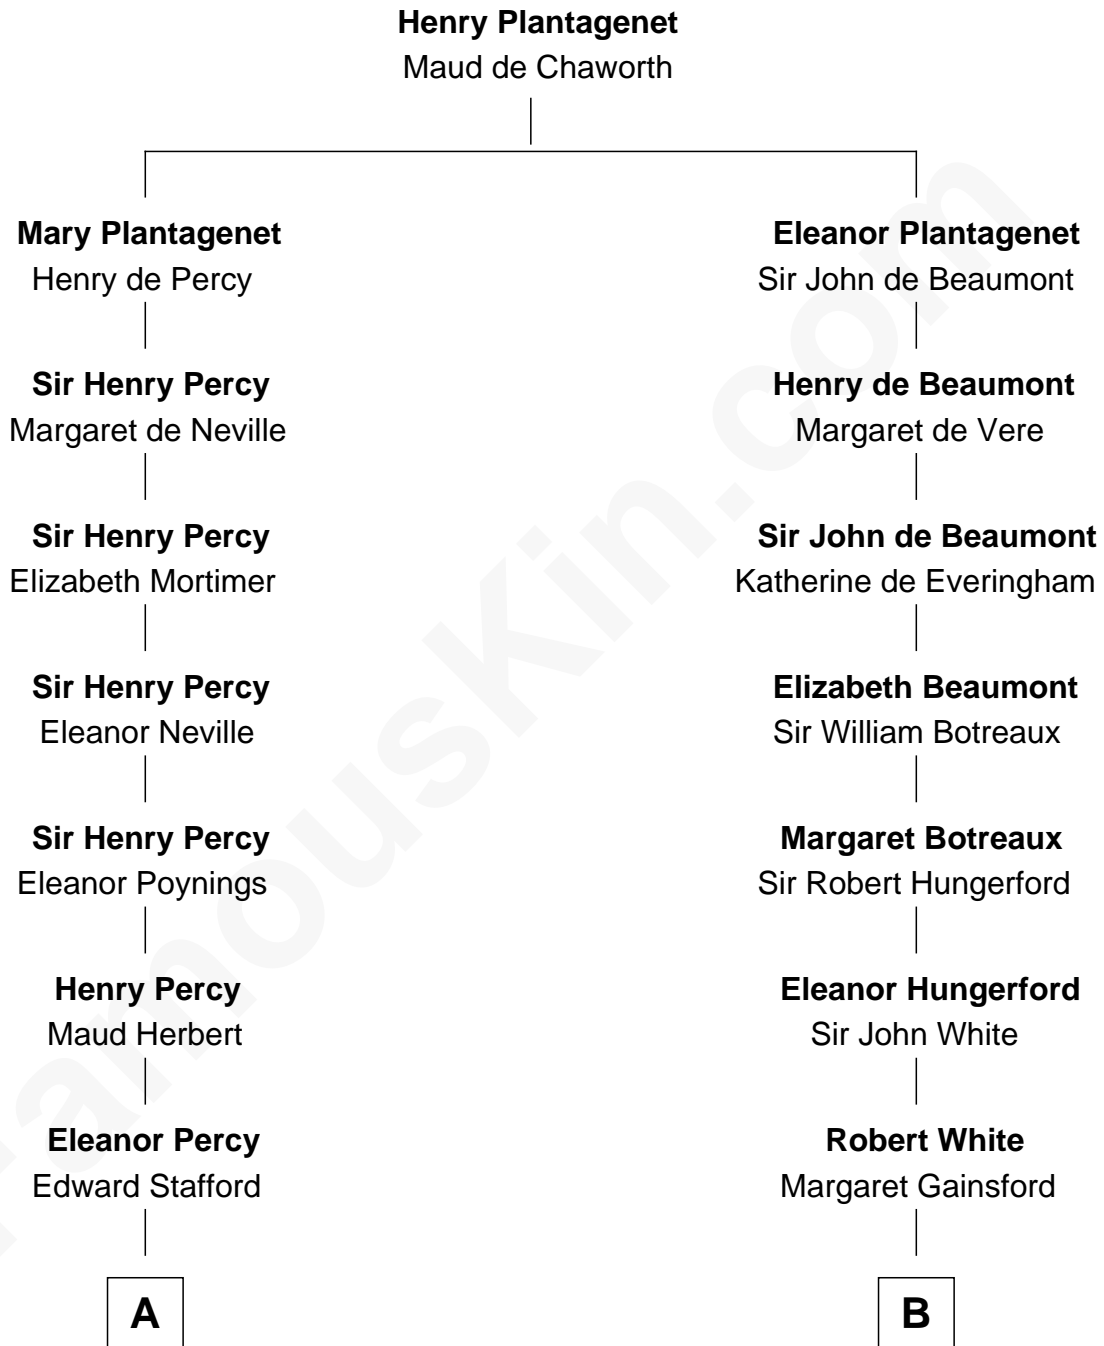 Henry Plantagenet
Maud de Chaworth
Mary Plantagenet
Henry de Percy
Eleanor Plantagenet
Sir John de Beaumont
Sir Henry Percy
Margaret de Neville
Henry de Beaumont
Margaret de Vere
Sir Henry Percy
Elizabeth Mortimer
Sir John de Beaumont
Katherine de Everingham
Sir Henry Percy
Eleanor Neville
Elizabeth Beaumont
Sir William Botreaux
Sir Henry Percy
Eleanor Poynings
Margaret Botreaux
Sir Robert Hungerford
Henry Percy
Maud Herbert
Eleanor Hungerford
Sir John White
Eleanor Percy
Edward Stafford
Robert White
Margaret Gainsford
A
B
FamousKin.com